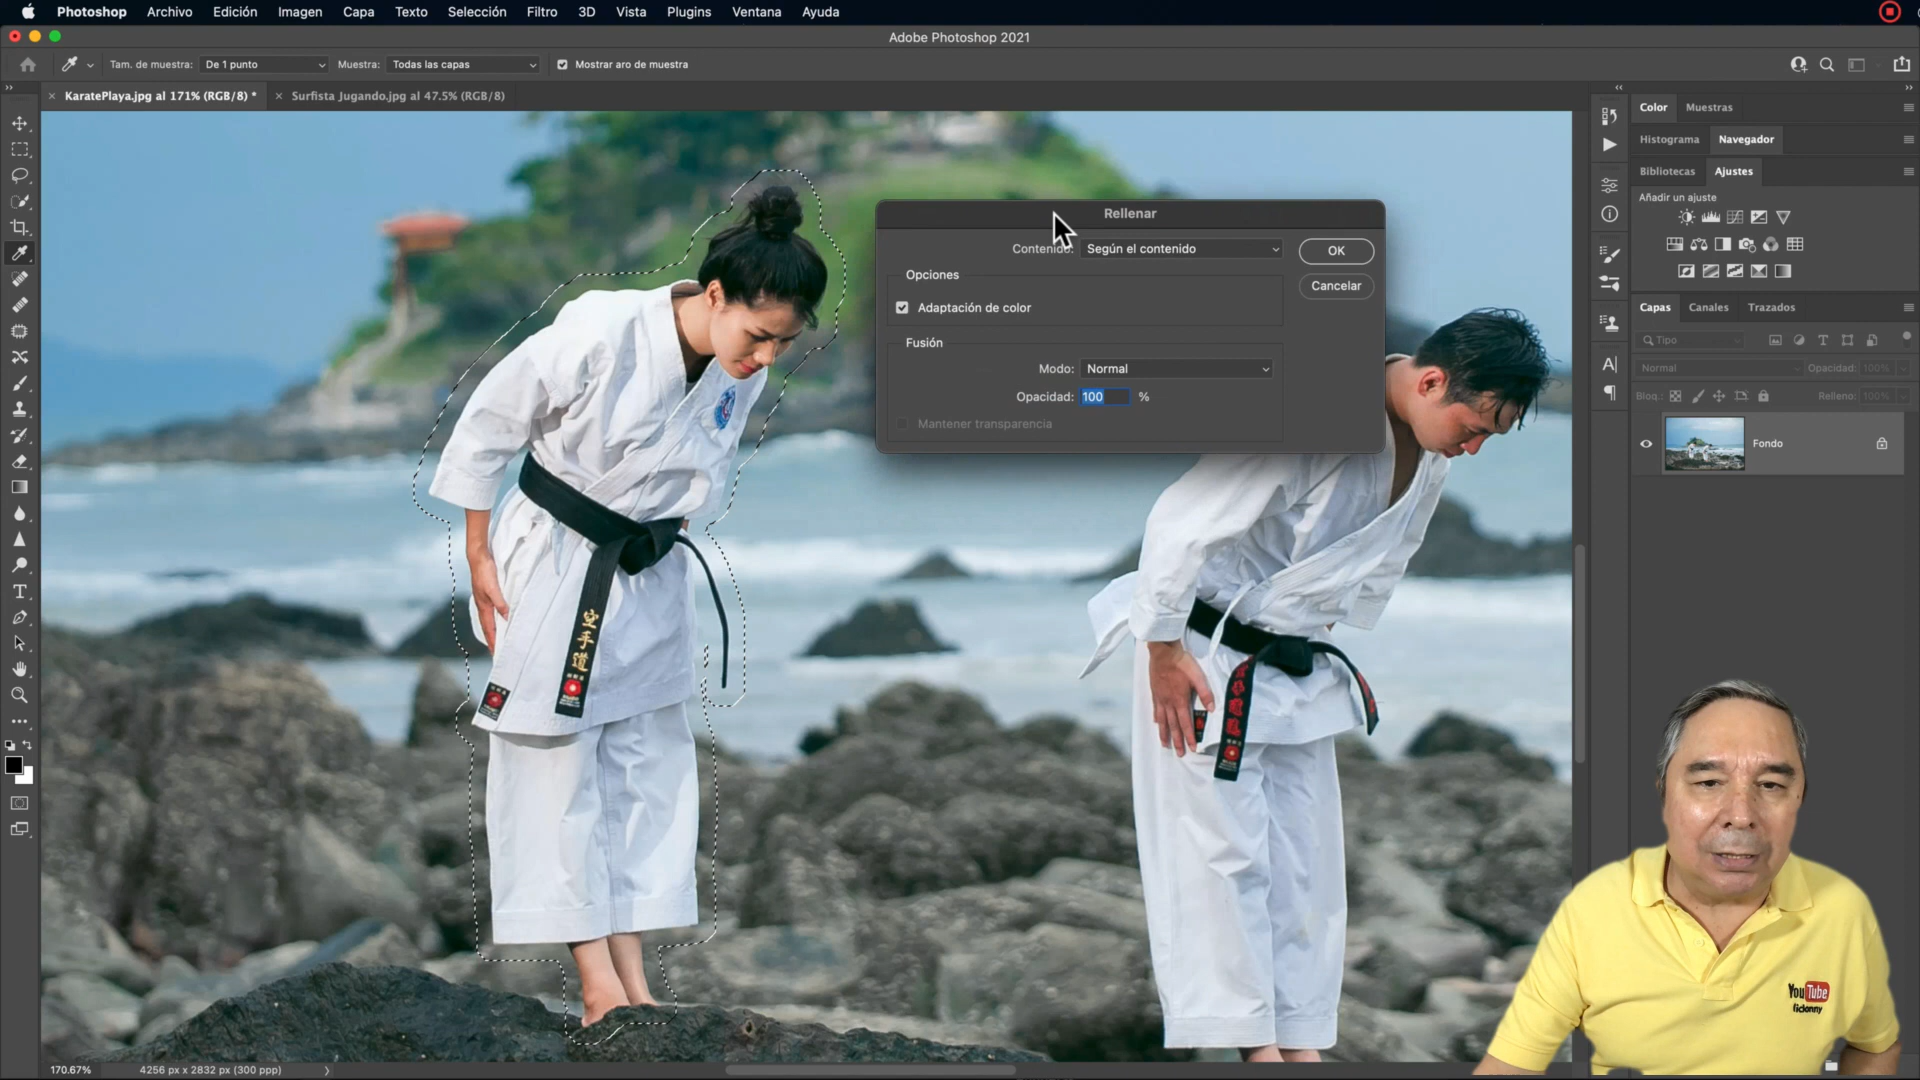 Photoshop Archivo Edición Imagen Capa Texto Selección Filtro 3D Vista Plugins Ventana Ayuda
Adobe Photoshop 2021
Tam. de muestra: De 1 punto Muestra: Todas las capas Mostrar aro de muestra
KaratePlaya.jpg al 171% (RGB/8) * Surfista Jugando.jpg al 47.5% (RGB/8)
Color Muestras
Histograma Navegador
Bibliotecas Ajustes
Añadir un ajuste
Rellenar
Contenido: Según el contenido
OK
Opciones
Cancelar
Adaptación de color
Fusión
Modo: Normal
Opacidad: 100 %
Mantener transparencia
Capas Canales Trazados
Tipo
Normal Opacidad: 100%
Bloq.: Relleno: 100%
Fondo
空
手
道
YouTube
170.67% 4256 px x 2832 px (300 ppp)